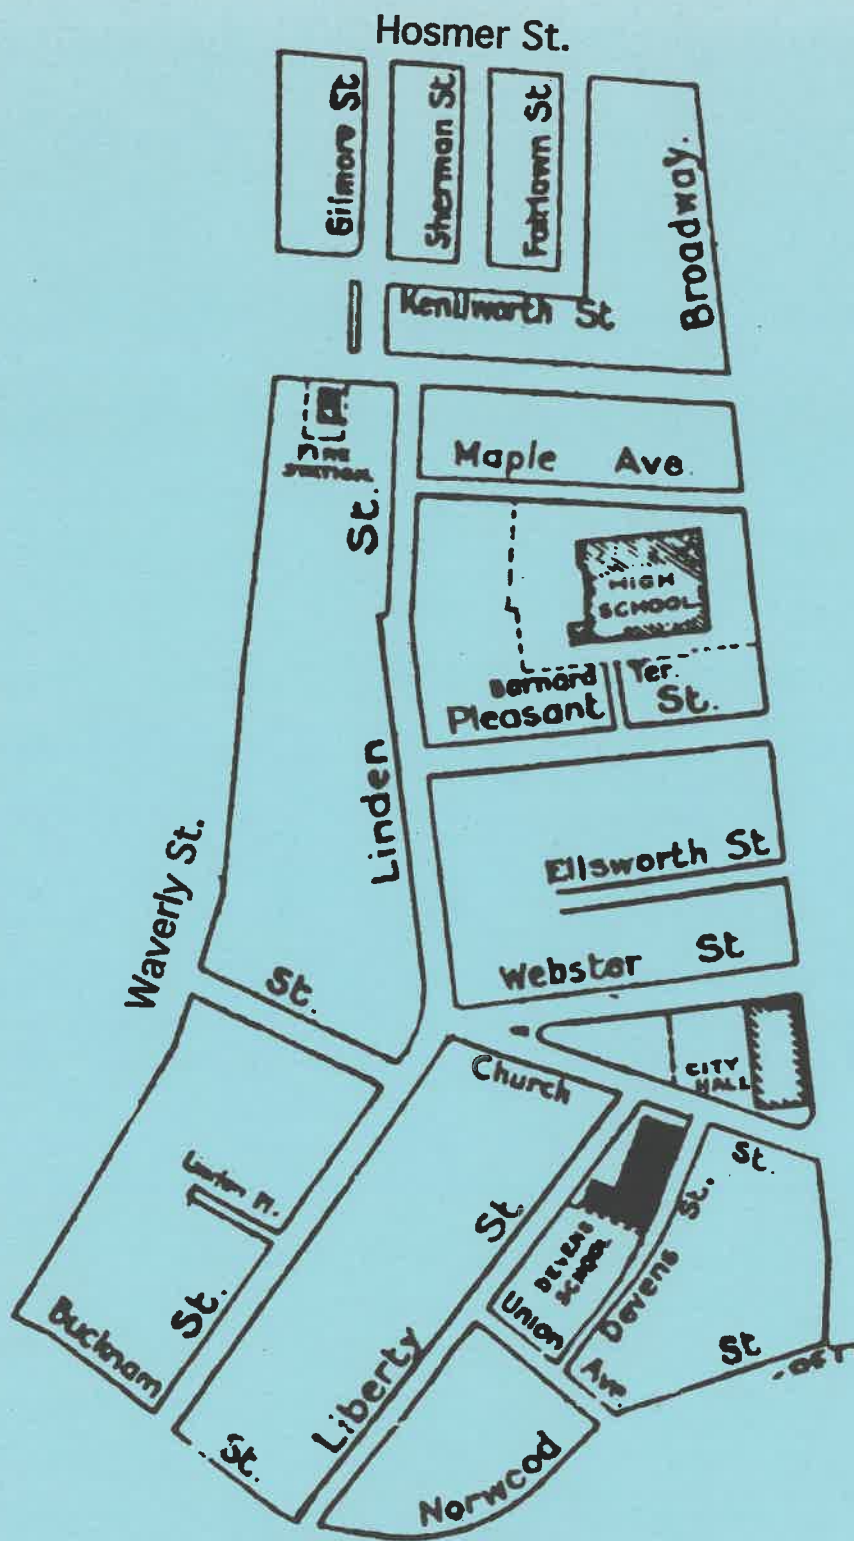 Hosmer St.
Gilmore St
Sherman St
Fairlawn St
Broadway.
Kenilworth St
FIRE
STATION
Maple Ave.
HIGH
SCHOOL
Barnard Ter.
Pleasant St.
Linden St.
Ellsworth St
Waverly St.
Webster St
Church St.
CITY
HALL
St.
DEVENS
SCHOOL
Devens St.
Union Ave
Bucknam St.
St.
Liberty St
Norwood St